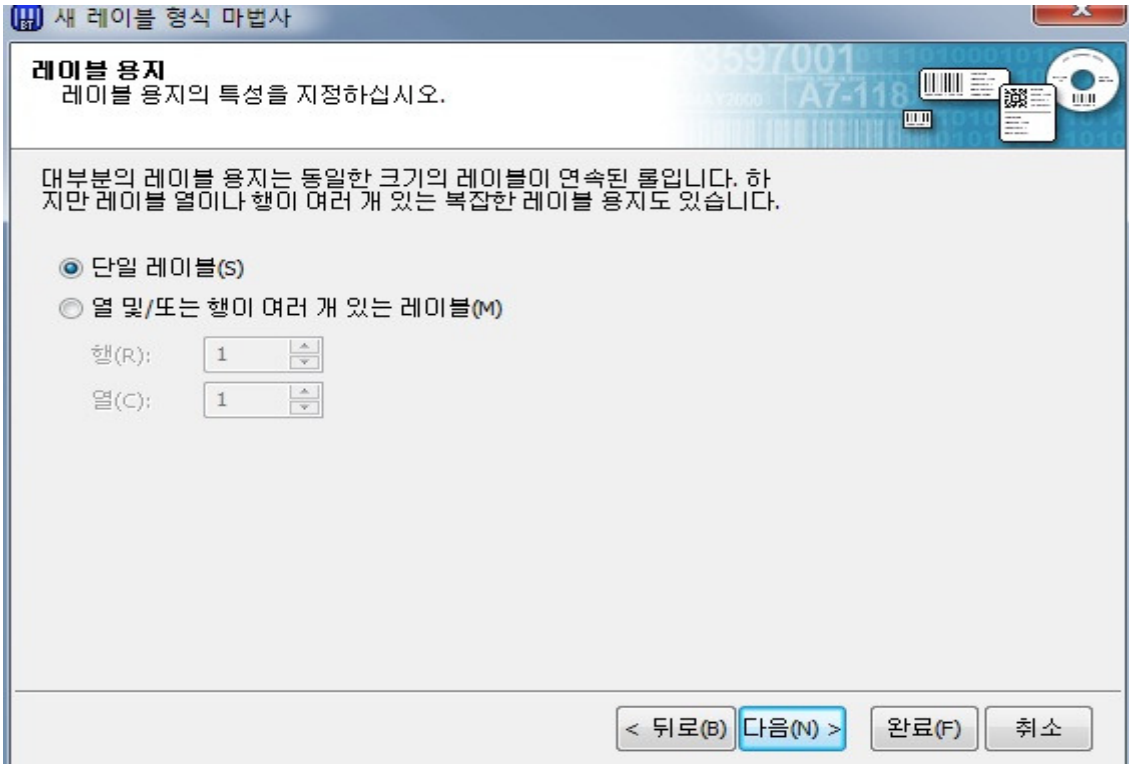 새 레이블 형식 마법사
레이블 용지
레이블 용지의 특성을 지정하십시오.
3597001
A7-118
대부분의 레이블 용지는 동일한 크기의 레이블이 연속된 롤입니다. 하
지만 레이블 열이나 행이 여러 개 있는 복잡한 레이블 용지도 있습니다.
단일 레이블(S)
열 및/또는 행이 여러 개 있는 레이블(M)
행(R): 1
열(C): 1
< 뒤로(B) 다음(N) > 완료(F) 취소